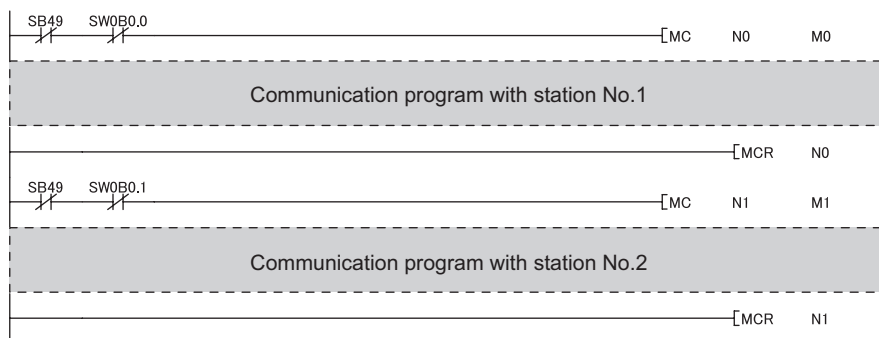 SB49 SW0B0.0
[MC N0 M0
Communication program with station No.1
[MCR N0
SB49 SW0B0.1
[MC N1 M1
Communication program with station No.2
[MCR N1